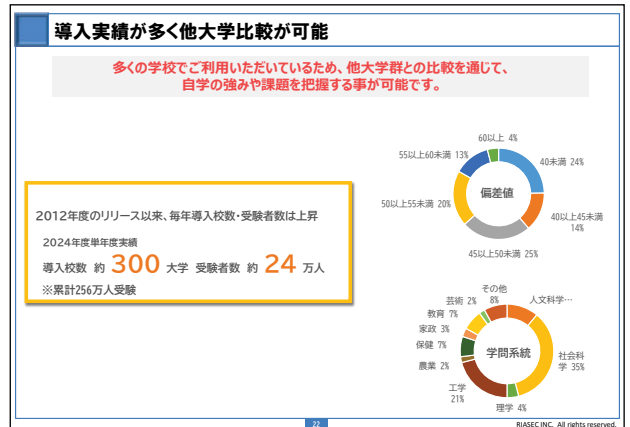 導入実績が多く他大学比較が可能
多くの学校でご利用いただいているため、他大学群との比較を通じて、
自学の強みや課題を把握する事が可能です。
2012年度のリリース以来、毎年導入校数・受験者数は上昇
2024年度単年度実績
導入校数 約 300 大学 受験者数 約 24 万人
※累計256万人受験
60以上 4%
55以上60未満 13%
40未満 24%
偏差値
50以上55未満 20%
40以上45未満
14%
45以上50未満 25%
その他
8%
芸術 2%
人文科学…
教育 7%
家政 3%
保健 7%
学問系統
社会科
学 35%
農業 2%
工学
21%
理学 4%
22
RIASEC INC. All rights reserved.